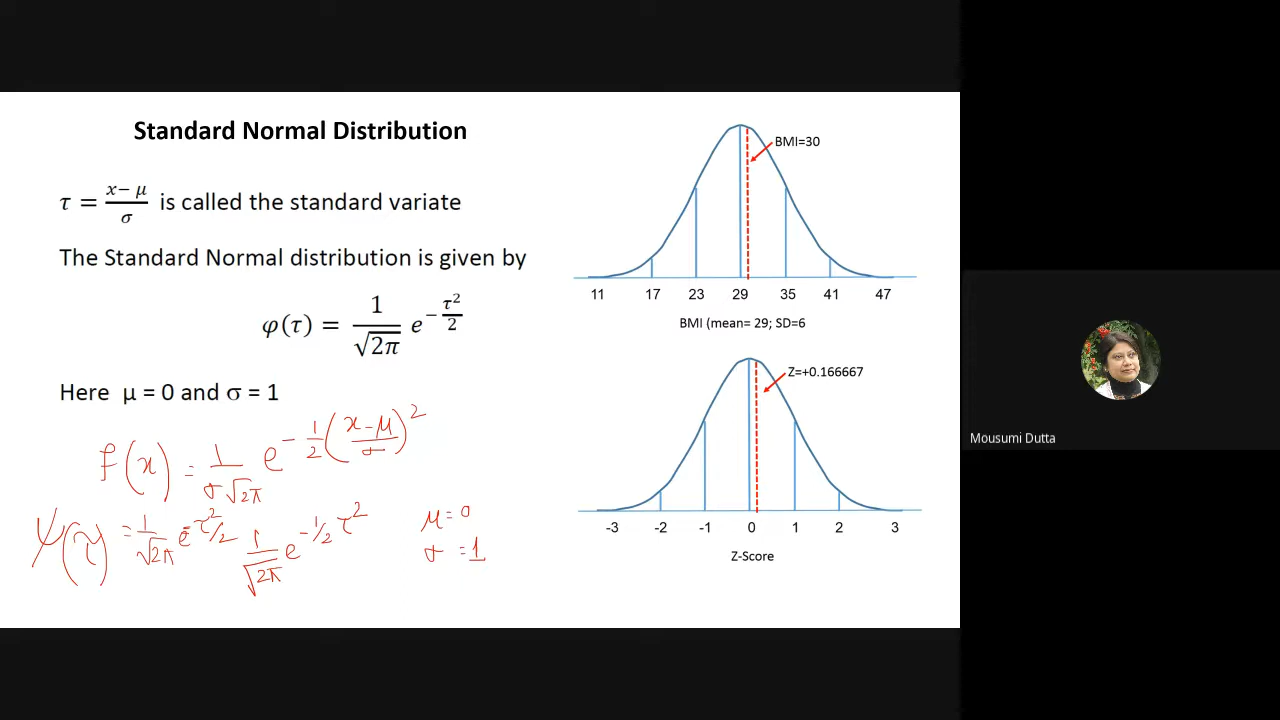 Standard Normal Distribution
τ = x− μ / σ is called the standard variate
The Standard Normal distribution is given by
φ(τ) = 1/√2π e^−τ²/2
Here μ = 0 and σ = 1
f(x) = 1/σ√2π e^−1/2(x−μ/σ)²
ψ(τ) = 1/√2π e^−τ²/2 1/√2π e^−1/2 τ²
μ = 0
σ = 1
BMI=30
11 17 23 29 35 41 47
BMI (mean= 29; SD=6
Z=+0.166667
-3 -2 -1 0 1 2 3
Z-Score
Mousumi Dutta